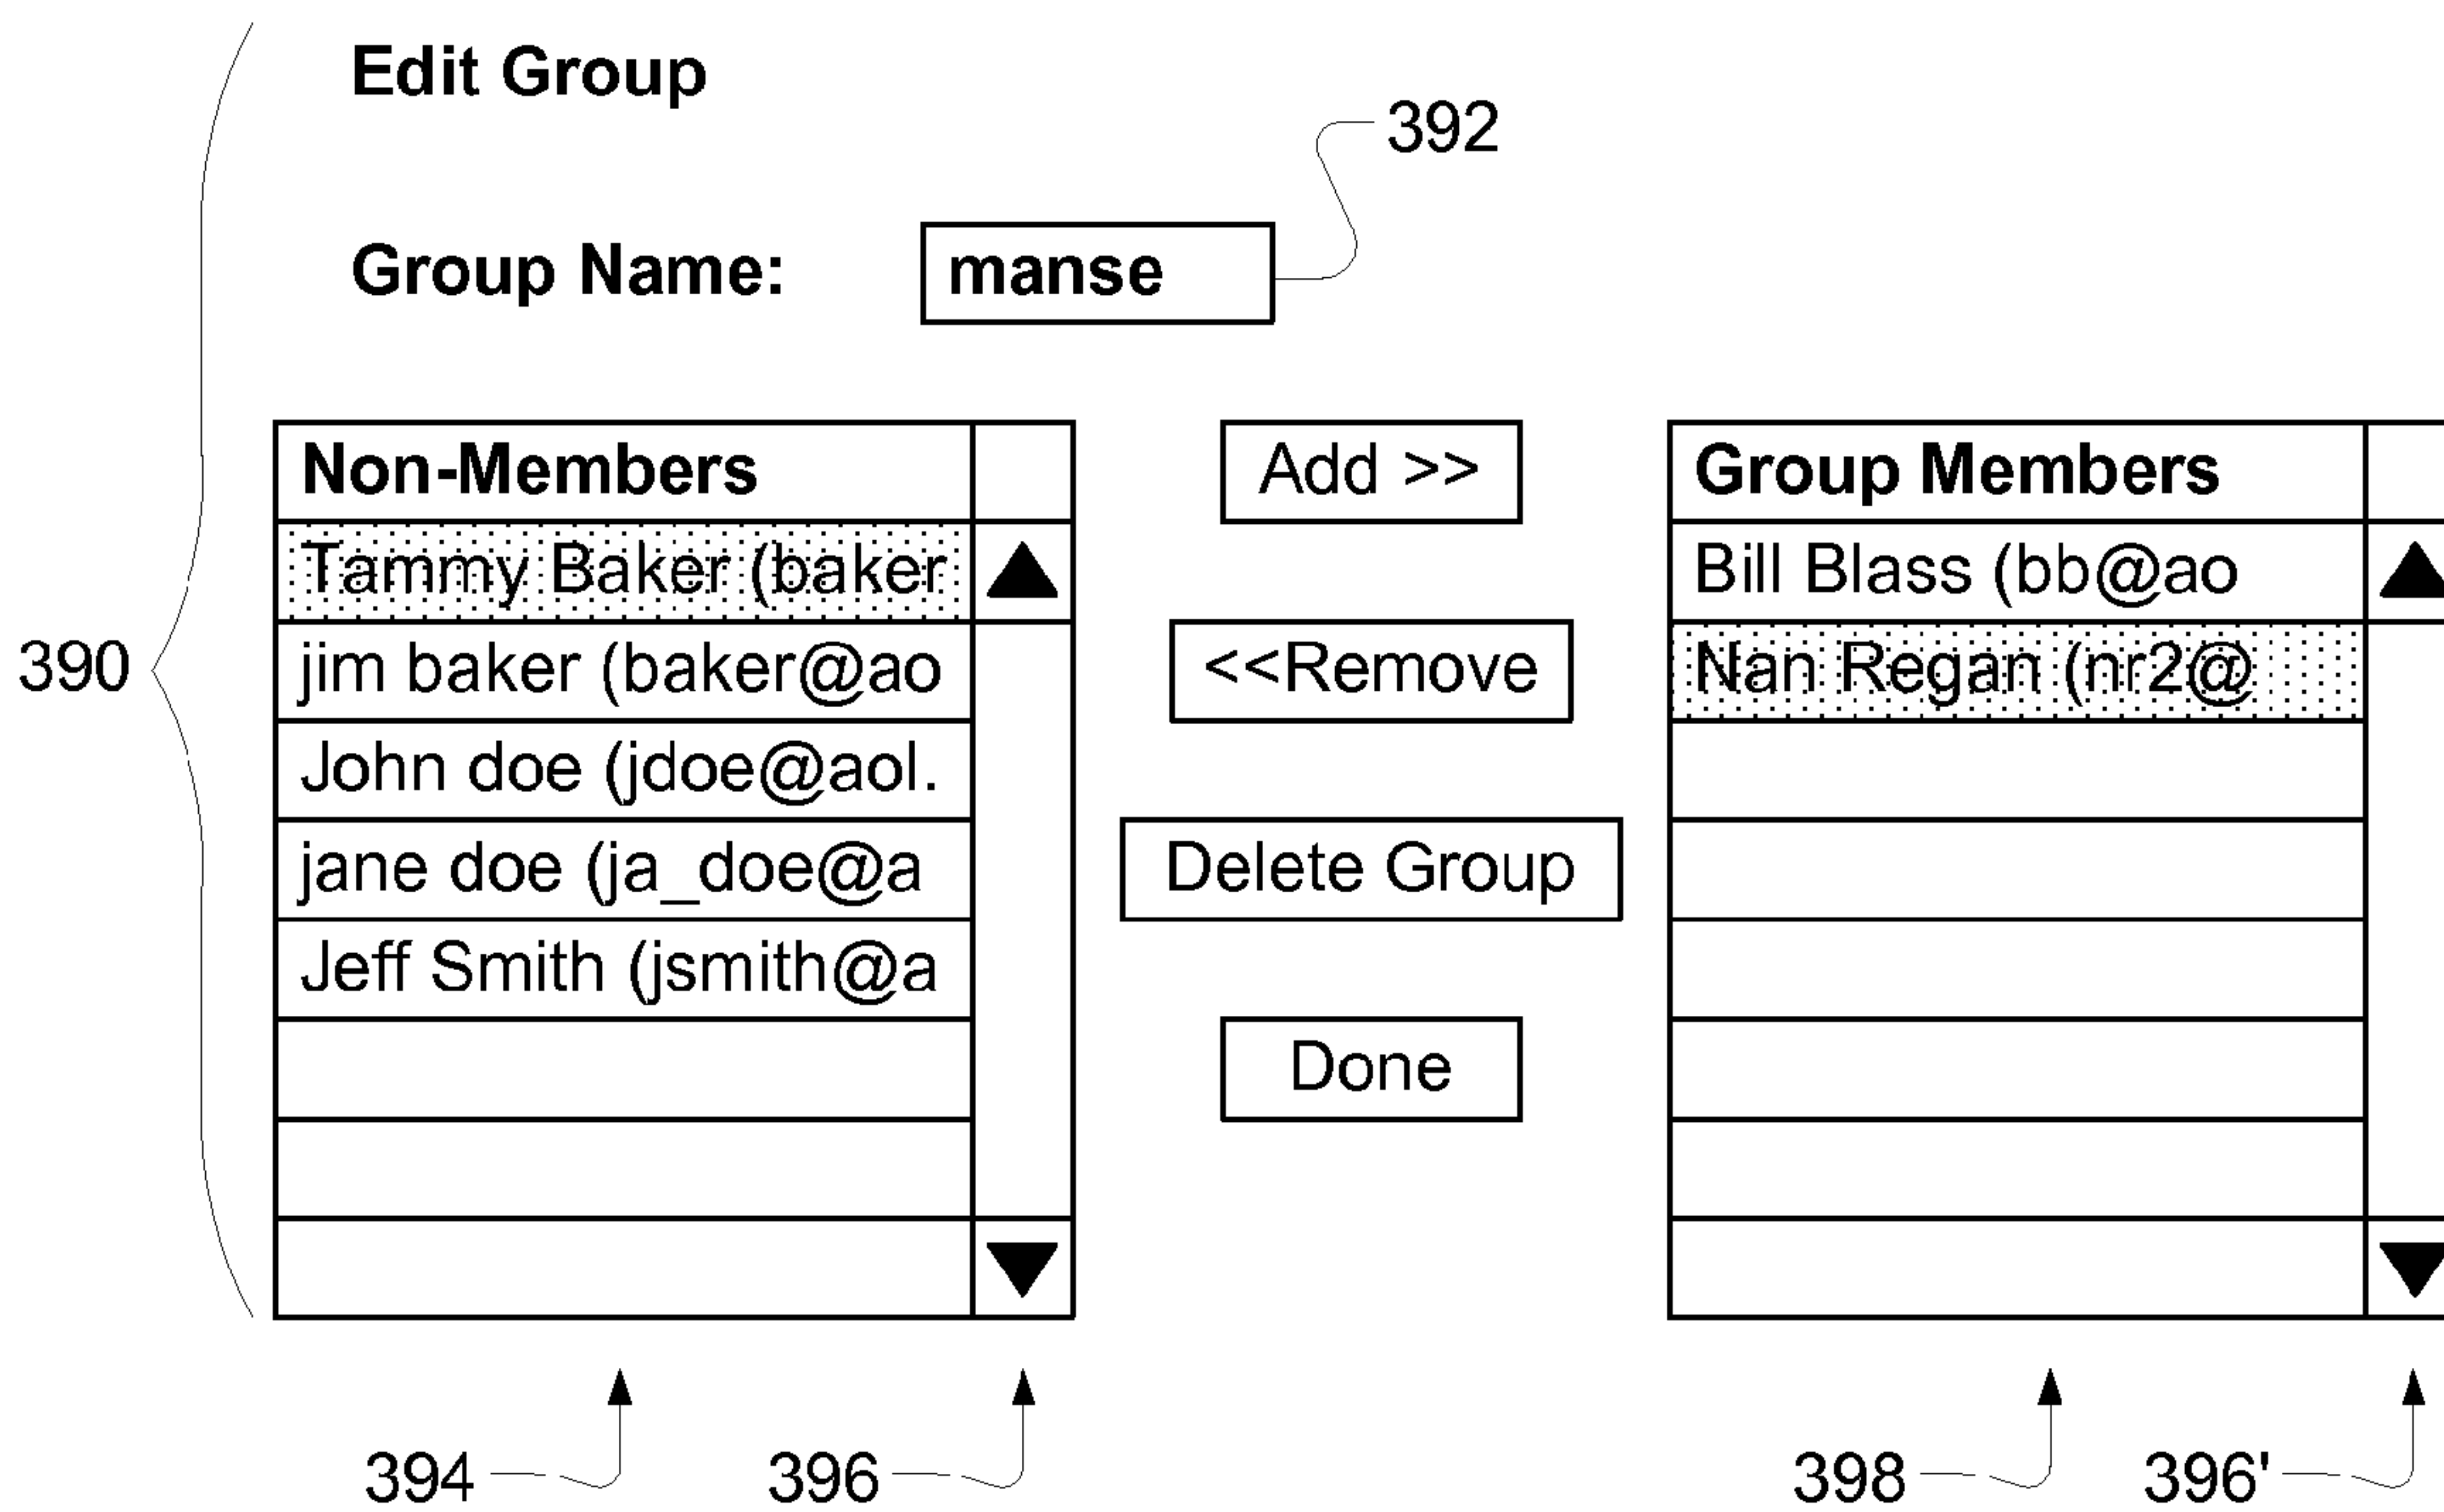 Edit Group
392
Group Name: manse
Non-Members
Tammy Baker (baker
jim baker (baker@ao
John doe (jdoe@aol.
jane doe (ja_doe@a
Jeff Smith (jsmith@a
Add >>
<<Remove
Delete Group
Done
Group Members
Bill Blass (bb@ao
Nan Regan (nr2@
390
394
396
398
396'